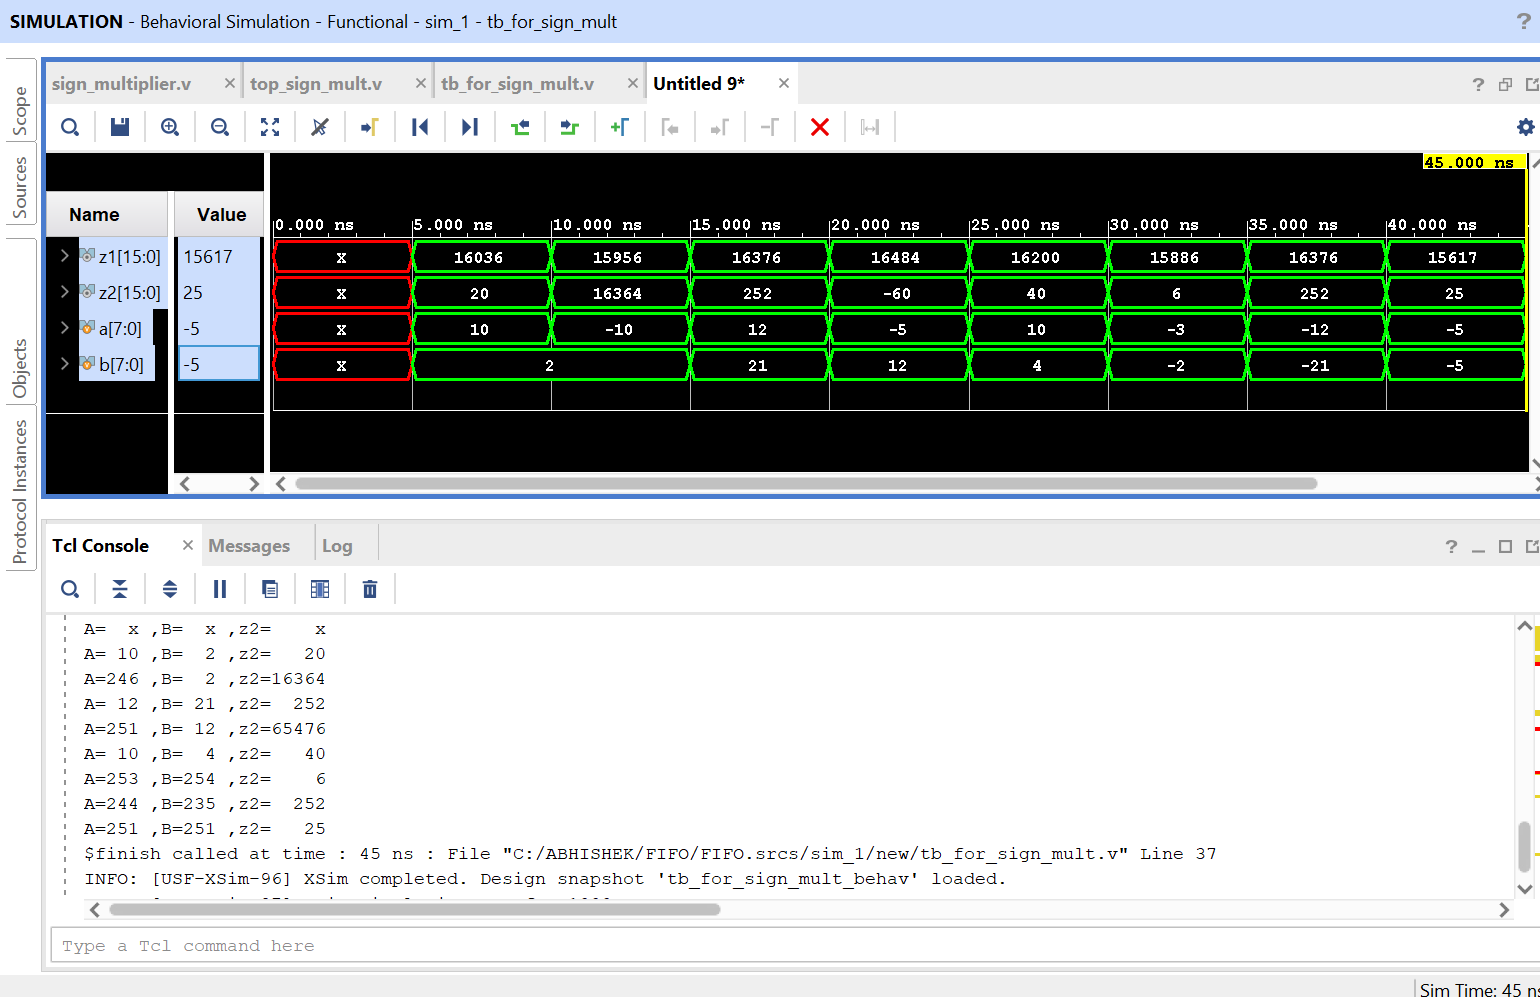 SIMULATION - Behavioral Simulation - Functional - sim_1 - tb_for_sign_mult ?
Scope
Sources
Objects
Protocol Instances
sign_multiplier.v × top_sign_mult.v × tb_for_sign_mult.v × Untitled 9* ×
?
45.000 ns
Name Value
0.000 ns 5.000 ns 10.000 ns 15.000 ns 20.000 ns 25.000 ns 30.000 ns 35.000 ns 40.000 ns
z1[15:0] 15617 X 16036 15956 16376 16484 16200 15886 16376 15617
z2[15:0] 25 X 20 16364 252 -60 40 6 252 25
a[7:0] -5 X 10 -10 12 -5 10 -3 -12 -5
b[7:0] -5 X 2 21 12 4 -2 -21 -5
Tcl Console × Messages Log
?
A= x ,B= x ,z2= x
A= 10 ,B= 2 ,z2= 20
A=246 ,B= 2 ,z2=16364
A= 12 ,B= 21 ,z2= 252
A=251 ,B= 12 ,z2=65476
A= 10 ,B= 4 ,z2= 40
A=253 ,B=254 ,z2= 6
A=244 ,B=235 ,z2= 252
A=251 ,B=251 ,z2= 25
$finish called at time : 45 ns : File "C:/ABHISHEK/FIFO/FIFO.srcs/sim_1/new/tb_for_sign_mult.v" Line 37
INFO: [USF-XSim-96] XSim completed. Design snapshot 'tb_for_sign_mult_behav' loaded.
Type a Tcl command here
Sim Time: 45 ns